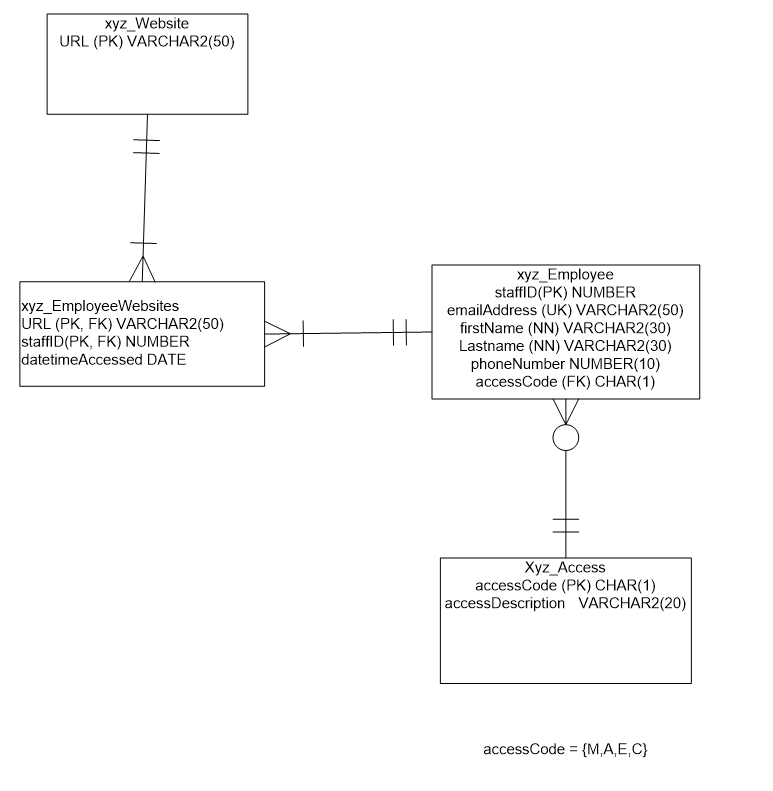 xyz_Website
URL (PK) VARCHAR2(50)
xyz_EmployeeWebsites
URL (PK, FK) VARCHAR2(50)
staffID(PK, FK) NUMBER
datetimeAccessed DATE
xyz_Employee
staffID(PK) NUMBER
emailAddress (UK) VARCHAR2(50)
firstName (NN) VARCHAR2(30)
Lastname (NN) VARCHAR2(30)
phoneNumber NUMBER(10)
accessCode (FK) CHAR(1)
Xyz_Access
accessCode (PK) CHAR(1)
accessDescription VARCHAR2(20)
accessCode = {M,A,E,C}